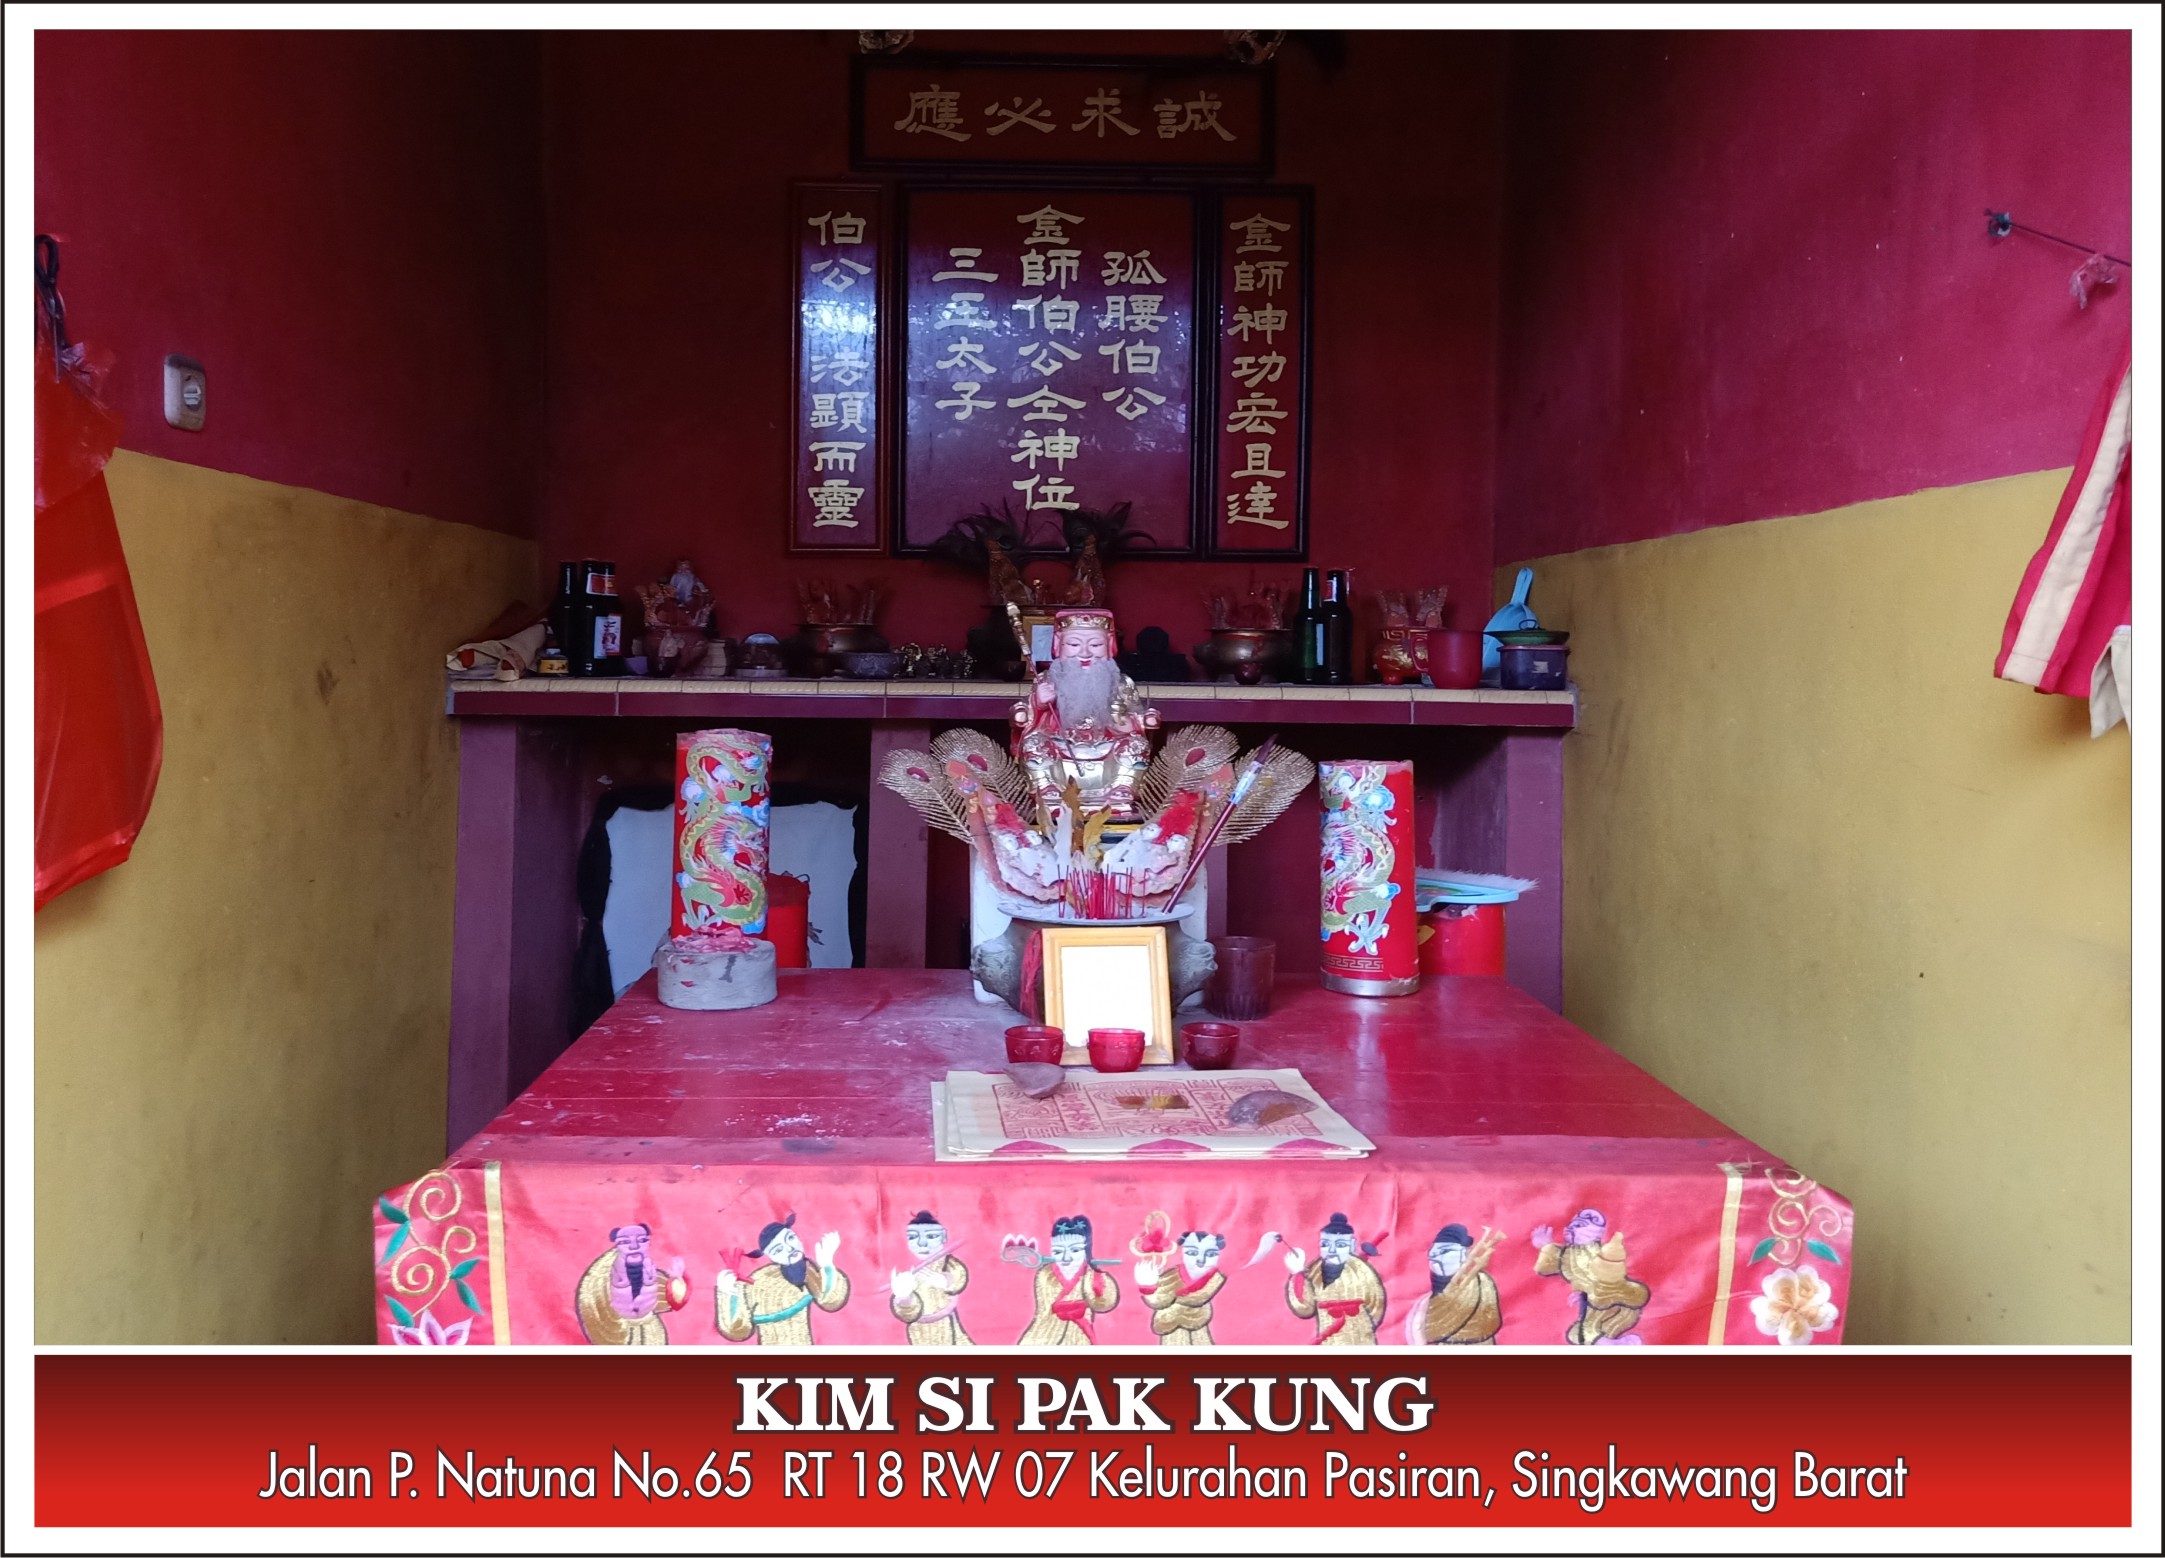 誠求必應
金師神功宏且達
孤腰伯公
金師伯公仝神位
三王太子
伯公法顯而靈
KIM SI PAK KUNG
Jalan P. Natuna No.65 RT 18 RW 07 Kelurahan Pasiran, Singkawang Barat